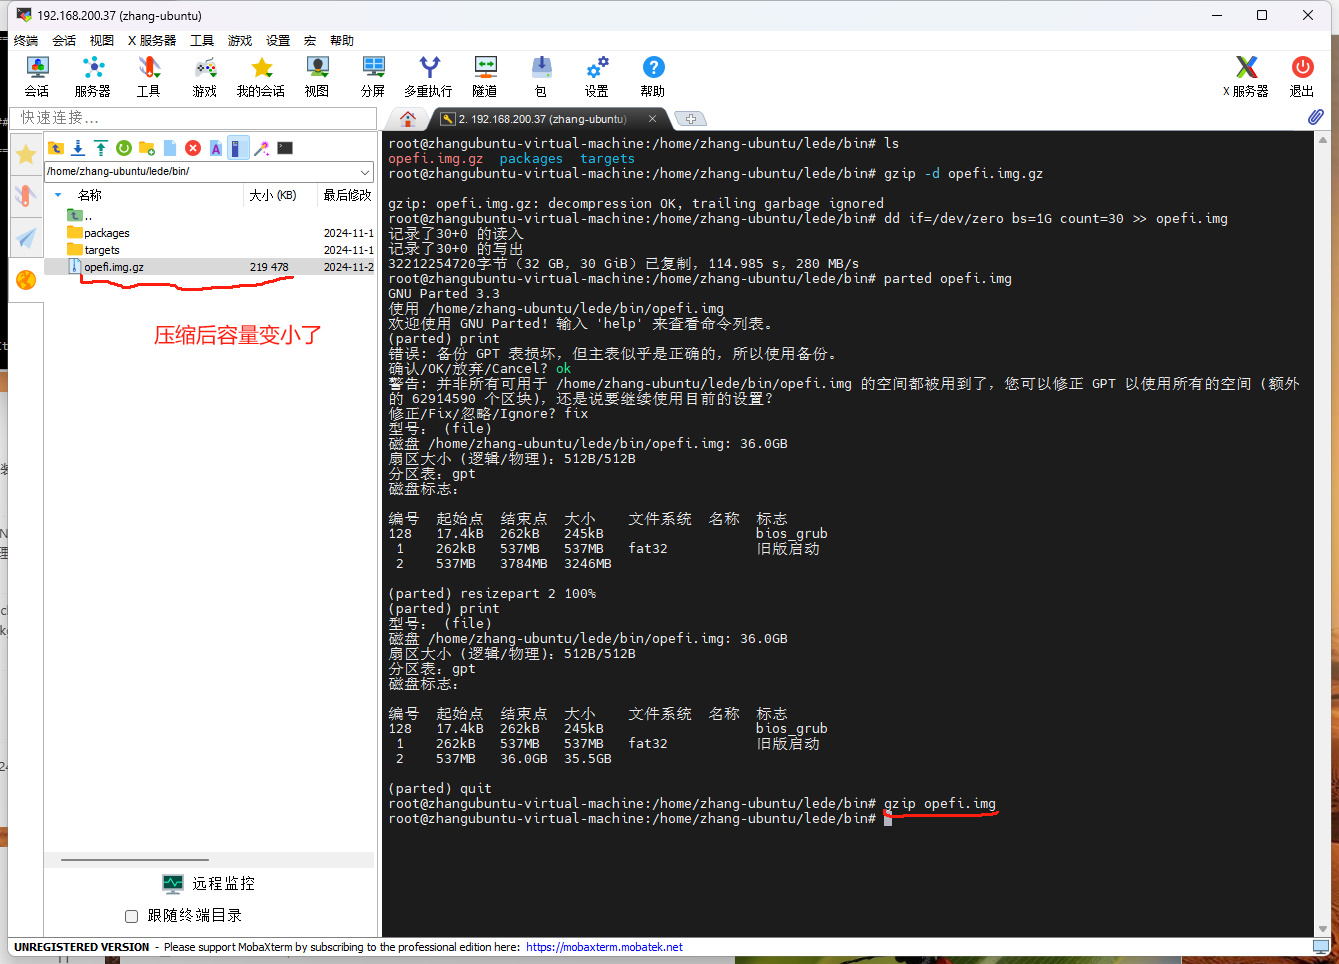 192.168.200.37 (zhang-ubuntu)
终端 会话 视图 X 服务器 工具 游戏 设置 宏 帮助
会话 服务器 工具 游戏 我的会话 视图 分屏 多重执行 隧道 包 设置 帮助 X 服务器 退出
快速连接...
2. 192.168.200.37 (zhang-ubuntu)
/home/zhang-ubuntu/lede/bin/
名称 大小 (KB) 最后修改
..
packages 2024-11-1
targets 2024-11-1
opefi.img.gz 219 478 2024-11-2
压缩后容量变小了
远程监控
跟随终端目录
root@zhangubuntu-virtual-machine:/home/zhang-ubuntu/lede/bin# ls
opefi.img.gz packages targets
root@zhangubuntu-virtual-machine:/home/zhang-ubuntu/lede/bin# gzip -d opefi.img.gz
gzip: opefi.img.gz: decompression OK, trailing garbage ignored
root@zhangubuntu-virtual-machine:/home/zhang-ubuntu/lede/bin# dd if=/dev/zero bs=1G count=30 >> opefi.img
记录了30+0 的读入
记录了30+0 的写出
32212254720字节 (32 GB, 30 GiB) 已复制，114.985 s，280 MB/s
root@zhangubuntu-virtual-machine:/home/zhang-ubuntu/lede/bin# parted opefi.img
GNU Parted 3.3
使用 /home/zhang-ubuntu/lede/bin/opefi.img
欢迎使用 GNU Parted！输入 'help' 来查看命令列表。
(parted) print
错误: 备份 GPT 表损坏，但主表似乎是正确的，所以使用备份。
确认/OK/放弃/Cancel? ok
警告: 并非所有可用于 /home/zhang-ubuntu/lede/bin/opefi.img 的空间都被用到了，您可以修正 GPT 以使用所有的空间 (额外
的 62914590 个区块)，还是说要继续使用目前的设置？
修正/Fix/忽略/Ignore? fix
型号： (file)
磁盘 /home/zhang-ubuntu/lede/bin/opefi.img: 36.0GB
扇区大小 (逻辑/物理)：512B/512B
分区表：gpt
磁盘标志：
编号 起始点 结束点 大小 文件系统 名称 标志
128 17.4kB 262kB 245kB bios_grub
1 262kB 537MB 537MB fat32 旧版启动
2 537MB 3784MB 3246MB
(parted) resizepart 2 100%
(parted) print
型号： (file)
磁盘 /home/zhang-ubuntu/lede/bin/opefi.img: 36.0GB
扇区大小 (逻辑/物理)：512B/512B
分区表：gpt
磁盘标志：
编号 起始点 结束点 大小 文件系统 名称 标志
128 17.4kB 262kB 245kB bios_grub
1 262kB 537MB 537MB fat32 旧版启动
2 537MB 36.0GB 35.5GB
(parted) quit
root@zhangubuntu-virtual-machine:/home/zhang-ubuntu/lede/bin# gzip opefi.img
root@zhangubuntu-virtual-machine:/home/zhang-ubuntu/lede/bin#
UNREGISTERED VERSION - Please support MobaXterm by subscribing to the professional edition here: https://mobaxterm.mobatek.net